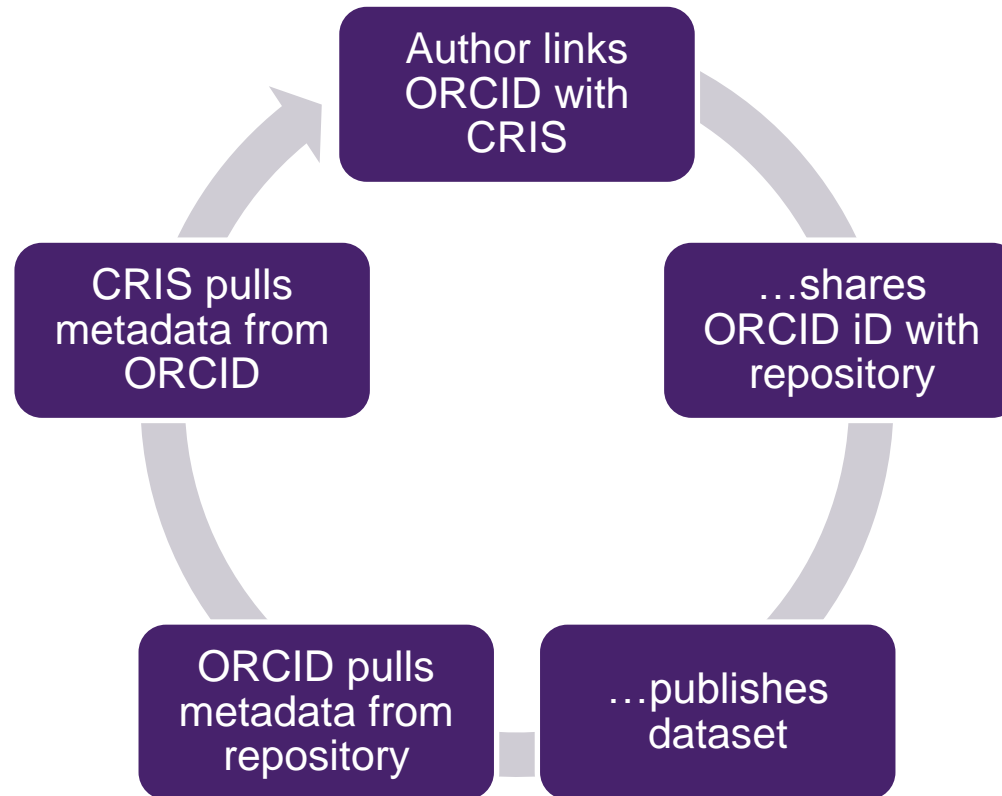 Author links
ORCID with
CRIS
…shares
ORCID iD with
repository
…publishes
dataset
ORCID pulls
metadata from
repository
CRIS pulls
metadata from
ORCID